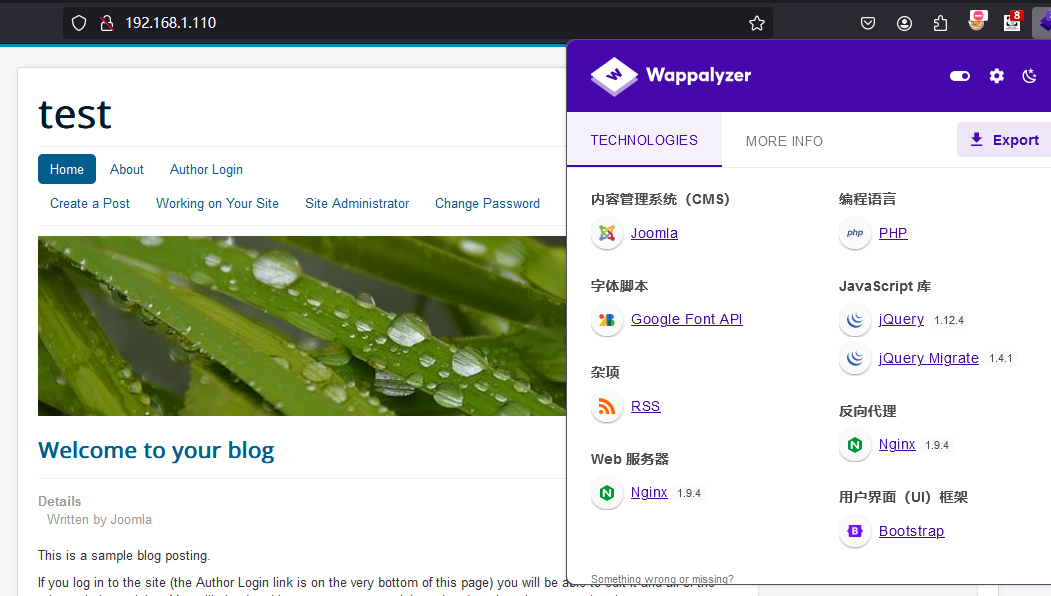 192.168.1.110
8
test
Home About Author Login
Create a Post Working on Your Site Site Administrator Change Password
Welcome to your blog
Details
Written by Joomla
This is a sample blog posting.
If you log in to the site (the Author Login link is on the very bottom of this page) you will be able to edit it and all of the
Wappalyzer
TECHNOLOGIES MORE INFO Export
内容管理系统（CMS）
Joomla
字体脚本
Google Font API
杂项
RSS
Web 服务器
Nginx 1.9.4
编程语言
php PHP
JavaScript 库
jQuery 1.12.4
jQuery Migrate 1.4.1
反向代理
Nginx 1.9.4
用户界面（UI）框架
B Bootstrap
Something wrong or missing?